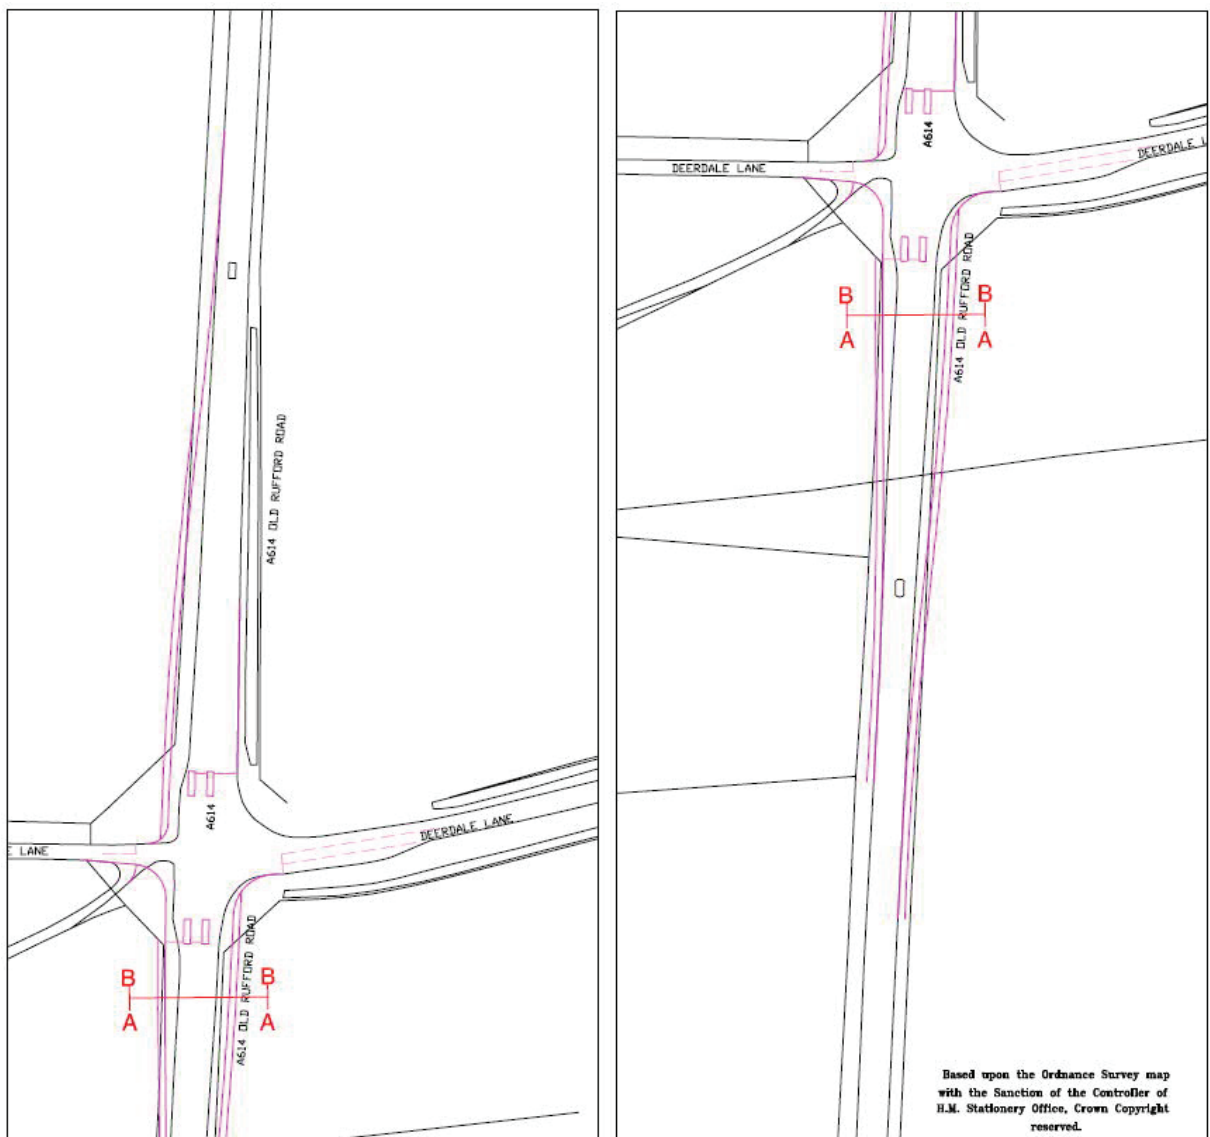 A614 OLD RUFFORD ROAD
A614
E LANE
DEERDALE LANE
A614 OLD RUFFORD ROAD
B B
A A
A614
DEERDALE LANE
DEERDALE L
A614 OLD RUFFORD ROAD
B B
A A
Based upon the Ordnance Survey map
with the Sanction of the Controller of
H.M. Stationery Office, Crown Copyright
reserved.